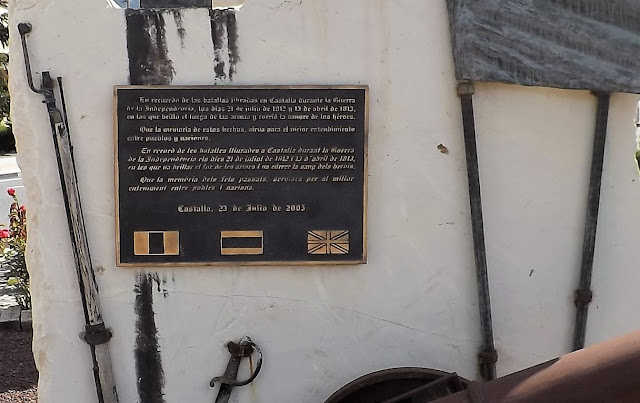 En recuerdo de las batallas libradas en Castalla durante la Guerra
de la Independencia, los dias 21 de julio de 1812 y 13 de abril de 1813,
en las que brilló el fuego de las armas y corrió la sangre de los héroes.
Que la memoria de estos hechos, sirva para el mejor entendimiento
entre pueblos y naciones.
En record de les batalles lliurades a Castalla durant la Guerra
de la Independencia els dies 21 de juliol de 1812 i 13 d'abril de 1813,
en les que va brillar el foc de les armes i va córrer la sang dels herois.
Que la memòria dels fets passats, servisca per al millor
enteniment entre pobles i nacions.
Castalla, 23 de Julio de 2005.